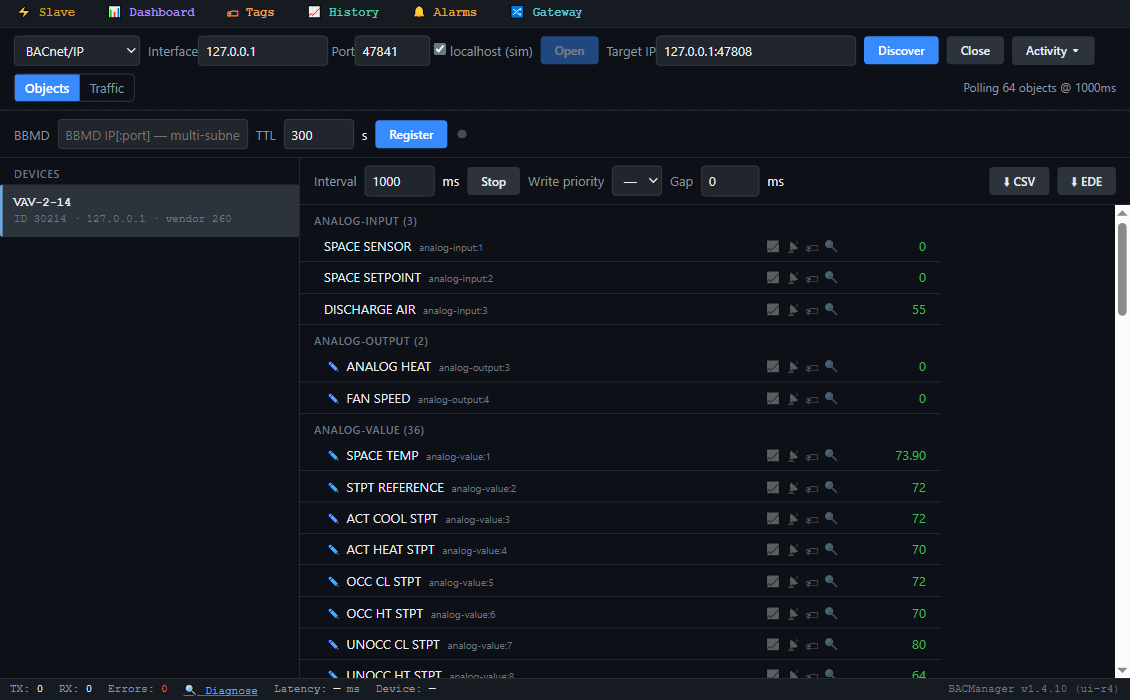 Slave Dashboard Tags History Alarms Gateway
BACnet/IP Interface 127.0.0.1 Port 47841 localhost (sim) Open Target IP 127.0.0.1:47808 Discover Close Activity
Objects Traffic Polling 64 objects @ 1000ms
BBMD BBMD IP[:port] — multi-subne TTL 300 s Register
DEVICES
VAV-2-14
ID 30214 · 127.0.0.1 · vendor 260
Interval 1000 ms Stop Write priority — Gap 0 ms CSV EDE
ANALOG-INPUT (3)
SPACE SENSOR analog-input:1 0
SPACE SETPOINT analog-input:2 0
DISCHARGE AIR analog-input:3 55
ANALOG-OUTPUT (2)
ANALOG HEAT analog-output:3 0
FAN SPEED analog-output:4 0
ANALOG-VALUE (36)
SPACE TEMP analog-value:1 73.90
STPT REFERENCE analog-value:2 72
ACT COOL STPT analog-value:3 72
ACT HEAT STPT analog-value:4 70
OCC CL STPT analog-value:5 72
OCC HT STPT analog-value:6 70
UNOCC CL STPT analog-value:7 80
UNOCC HT STPT analog-value:8 64
TX: 0 RX: 0 Errors: 0 Diagnose Latency: — ms Device: — BACManager v1.4.10 (ui-r4)